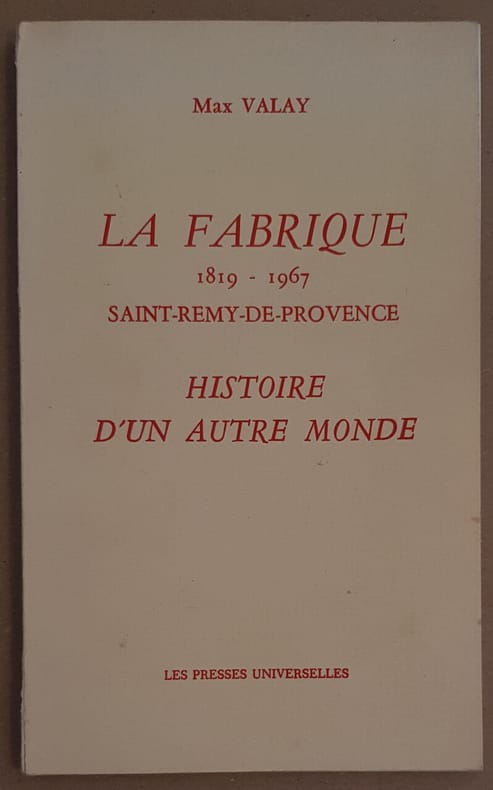 Max VALAY
LA FABRIQUE
1819 - 1967
SAINT-REMY-DE-PROVENCE
HISTOIRE
D'UN AUTRE MONDE
LES PRESSES UNIVERSELLES